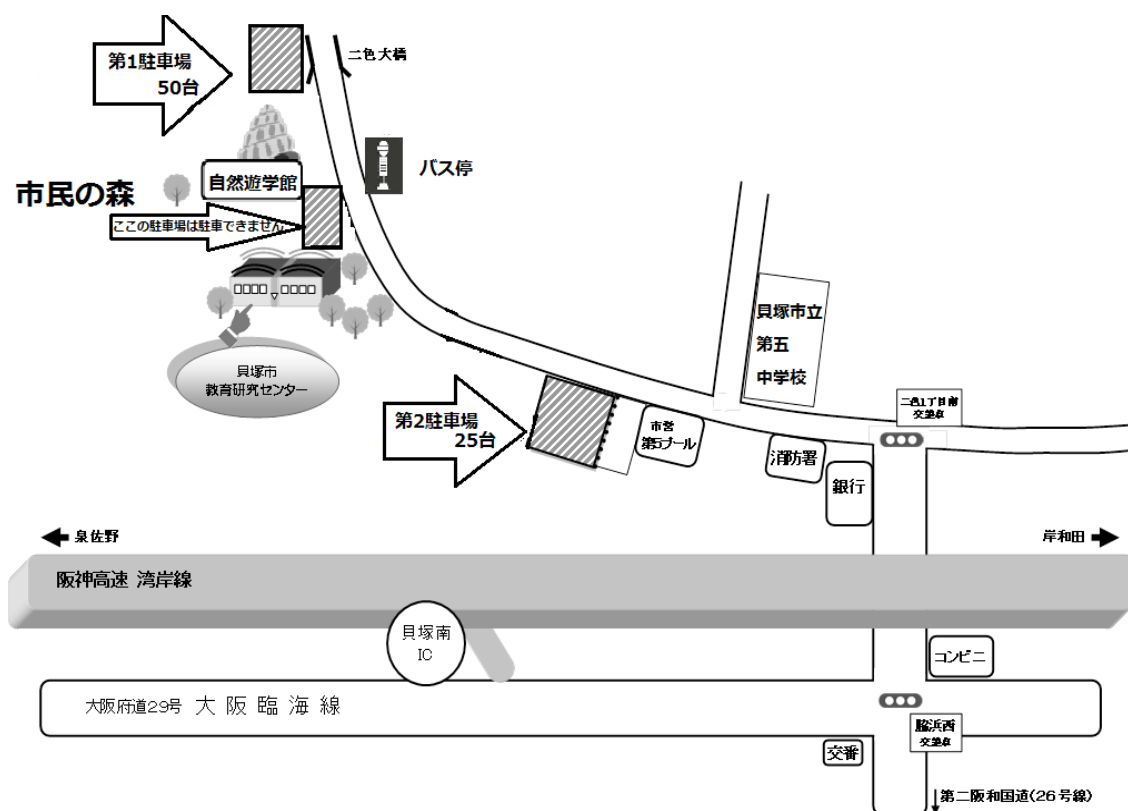 第1駐車場
50台
二色大橋
バス停
自然遊学館
市民の森
ここの駐車場は駐車できません
貝塚市
教育研究センター
貝塚市立
第五
中学校
第2駐車場
25台
市営
第5プール
消防署
銀行
二色1丁目前
交差点
泉佐野
岸和田
阪神高速 湾岸線
貝塚南
IC
コンビニ
大阪府道29号 大阪臨海線
脇浜西
交差点
交番
第二阪和国道(26号線)